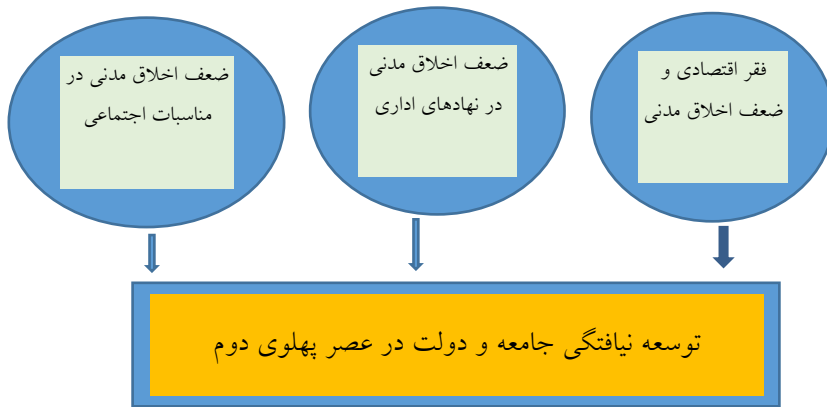 فقر اقتصادی و
ضعف اخلاق مدنی
ضعف اخلاق مدنی
در نهادهای اداری
ضعف اخلاق مدنی در
مناسبات اجتماعی
توسعه نیافتگی جامعه و دولت در عصر پهلوی دوم